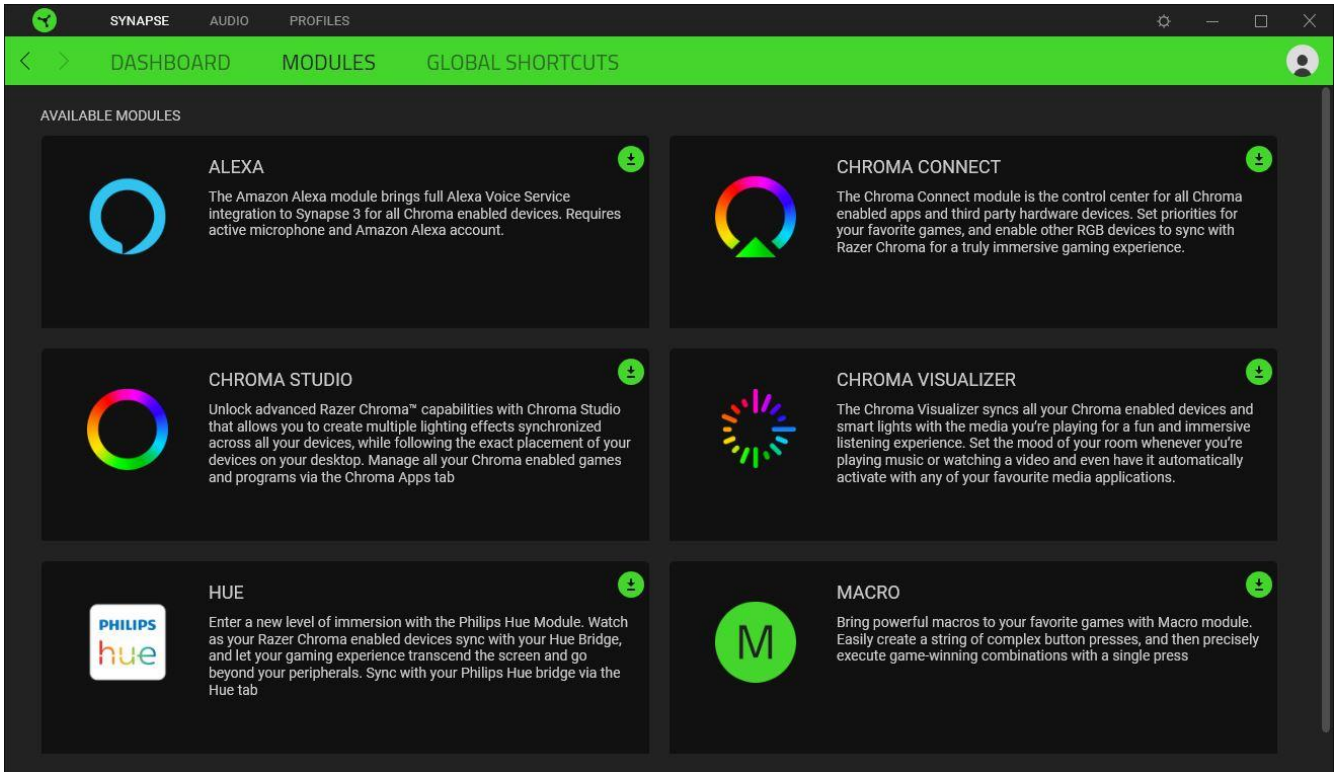 SYNAPSE AUDIO PROFILES
DASHBOARD MODULES GLOBAL SHORTCUTS
AVAILABLE MODULES
ALEXA
The Amazon Alexa module brings full Alexa Voice Service
integration to Synapse 3 for all Chroma enabled devices. Requires
active microphone and Amazon Alexa account.
CHROMA CONNECT
The Chroma Connect module is the control center for all Chroma
enabled apps and third party hardware devices. Set priorities for
your favorite games, and enable other RGB devices to sync with
Razer Chroma for a truly immersive gaming experience.
CHROMA STUDIO
Unlock advanced Razer Chroma™ capabilities with Chroma Studio
that allows you to create multiple lighting effects synchronized
across all your devices, while following the exact placement of your
devices on your desktop. Manage all your Chroma enabled games
and programs via the Chroma Apps tab
CHROMA VISUALIZER
The Chroma Visualizer syncs all your Chroma enabled devices and
smart lights with the media you're playing for a fun and immersive
listening experience. Set the mood of your room whenever you're
playing music or watching a video and even have it automatically
activate with any of your favourite media applications.
PHILIPS
hue
HUE
Enter a new level of immersion with the Philips Hue Module. Watch
as your Razer Chroma enabled devices sync with your Hue Bridge,
and let your gaming experience transcend the screen and go
beyond your peripherals. Sync with your Philips Hue bridge via the
Hue tab
M
MACRO
Bring powerful macros to your favorite games with Macro module.
Easily create a string of complex button presses, and then precisely
execute game-winning combinations with a single press